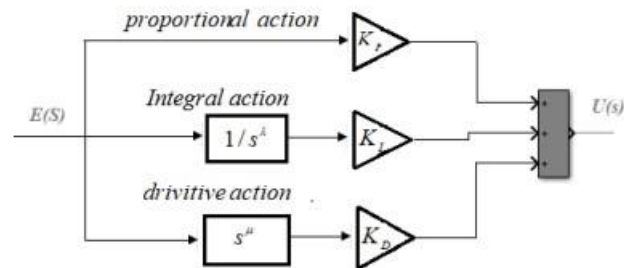 proportional action
K_P
Integral action
E(S)
1/s^λ
K_I
U(s)
drivitive action
s^μ
K_D
+
+
+